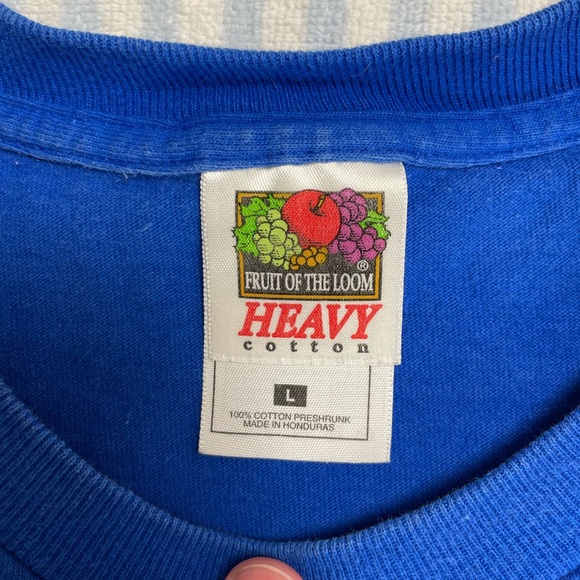 ®
FRUIT OF THE LOOM
HEAVY
cotton
L
100% COTTON PRESHRUNK
MADE IN HONDURAS